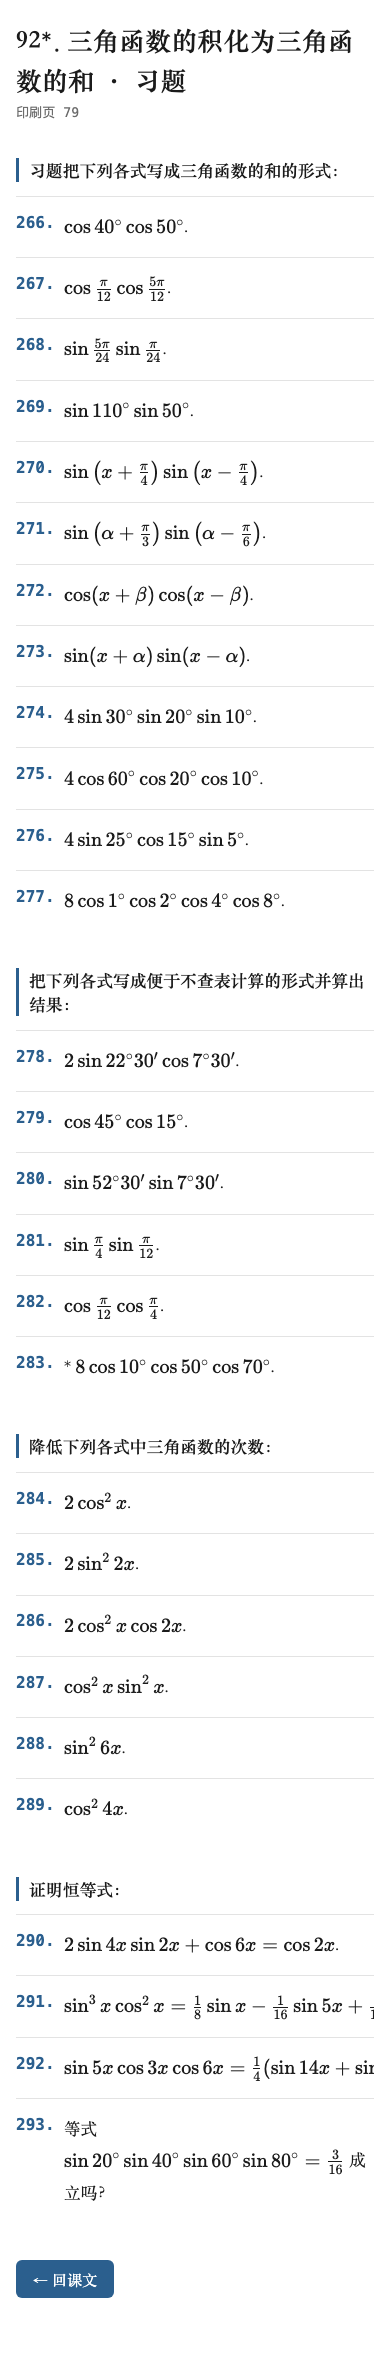 92*. 三角函数的积化为三角函
数的和 · 习题
印刷页 79
习题把下列各式写成三角函数的和的形式：
266. cos 40° cos 50°.
267. cos π/12 cos 5π/12.
268. sin 5π/24 sin π/24.
269. sin 110° sin 50°.
270. sin (x + π/4) sin (x − π/4).
271. sin (α + π/3) sin (α − π/6).
272. cos(x + β) cos(x − β).
273. sin(x + α) sin(x − α).
274. 4 sin 30° sin 20° sin 10°.
275. 4 cos 60° cos 20° cos 10°.
276. 4 sin 25° cos 15° sin 5°.
277. 8 cos 1° cos 2° cos 4° cos 8°.
把下列各式写成便于不查表计算的形式并算出
结果：
278. 2 sin 22°30′ cos 7°30′.
279. cos 45° cos 15°.
280. sin 52°30′ sin 7°30′.
281. sin π/4 sin π/12.
282. cos π/12 cos π/4.
283. * 8 cos 10° cos 50° cos 70°.
降低下列各式中三角函数的次数：
284. 2 cos² x.
285. 2 sin² 2x.
286. 2 cos² x cos 2x.
287. cos² x sin² x.
288. sin² 6x.
289. cos² 4x.
证明恒等式：
290. 2 sin 4x sin 2x + cos 6x = cos 2x.
291. sin³ x cos² x = 1/8 sin x − 1/16 sin 5x +
292. sin 5x cos 3x cos 6x = 1/4 (sin 14x +
293. 等式
sin 20° sin 40° sin 60° sin 80° = 3/16 成
立吗?
← 回课文